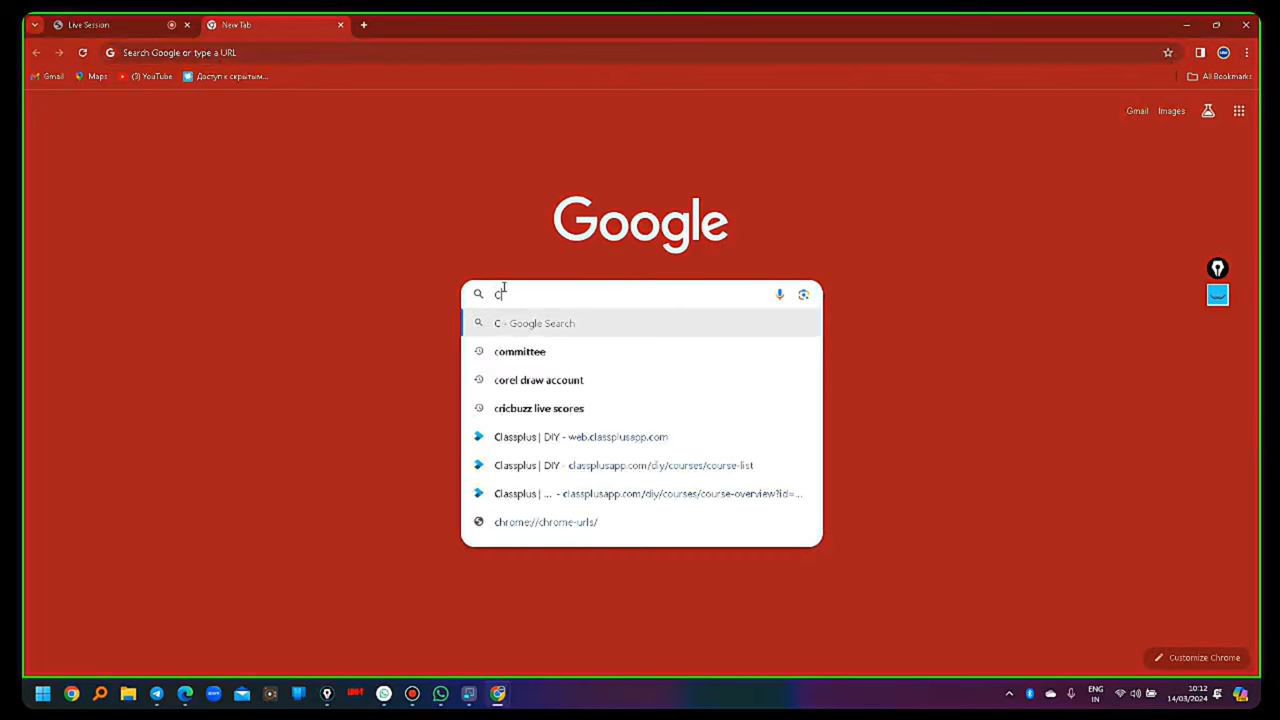 Live Session
New Tab
Search Google or type a URL
Gmail
Maps
(3) YouTube
Доступ к скрытым...
All Bookmarks
Gmail
Images
Google
C
C - Google Search
committee
corel draw account
cricbuzz live scores
Classplus | DIY - web.classplusapp.com
Classplus | DIY - classplusapp.com/diy/courses/course-list
Classplus | ... - classplusapp.com/diy/courses/course-overview?id=...
chrome://chrome-urls/
Customize Chrome
ENG
IN
10:12
14/03/2024